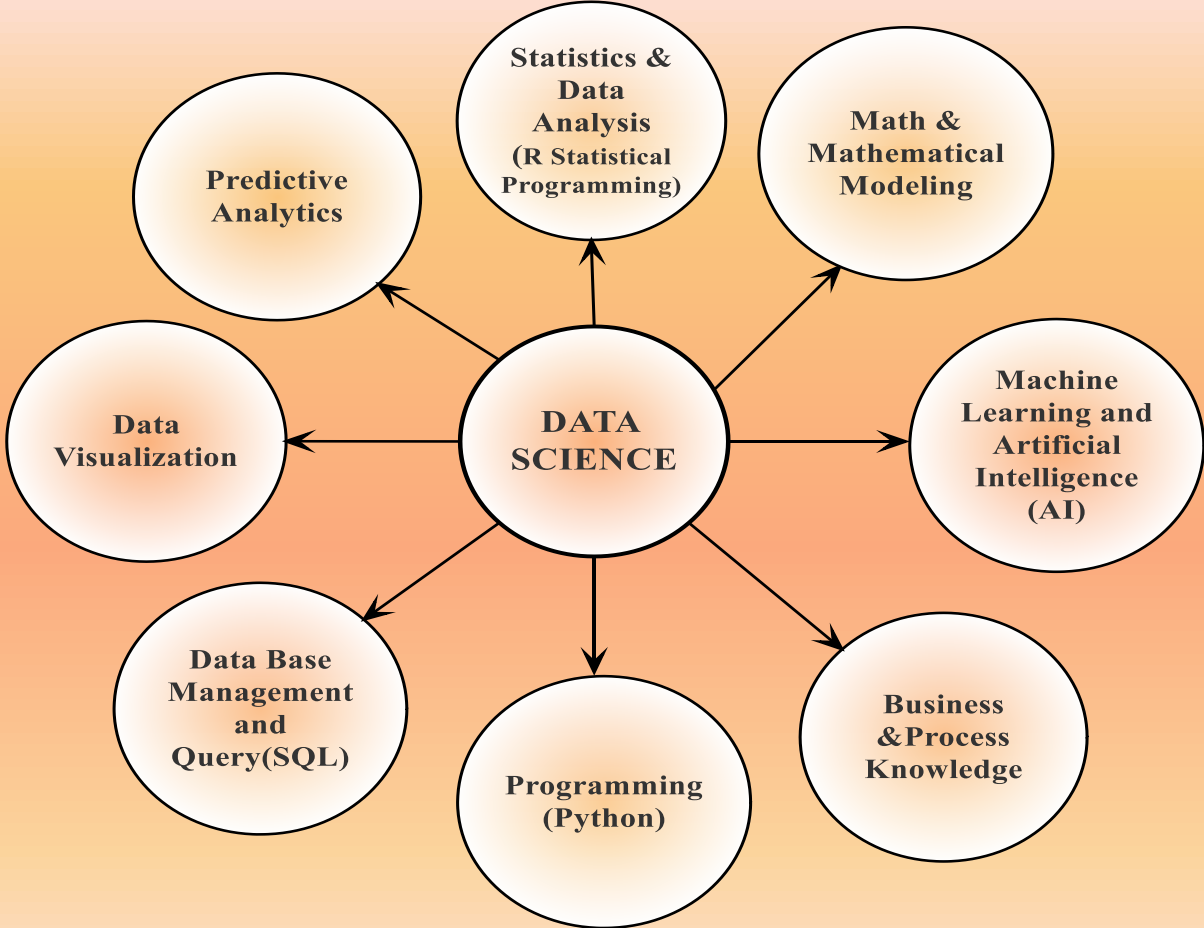 Statistics &
Data
Analysis
(R Statistical
Programming)
Math &
Mathematical
Modeling
Predictive
Analytics
Machine
Learning and
Artificial
Intelligence
(AI)
DATA
SCIENCE
Data
Visualization
Data Base
Management
and
Query(SQL)
Business
&Process
Knowledge
Programming
(Python)